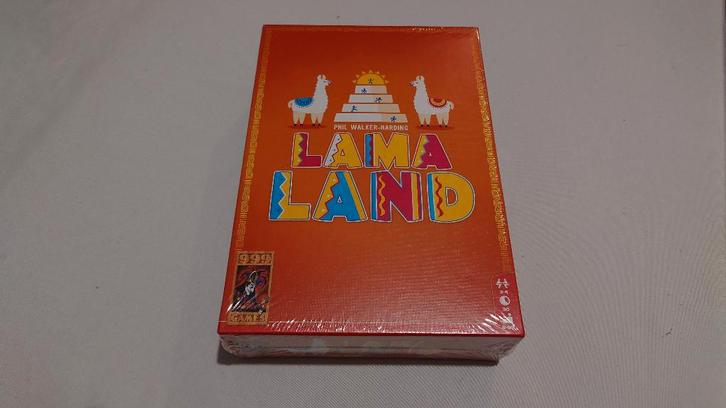 PHIL WALKER-HARDING
LAMA
LAND
999
GAMES